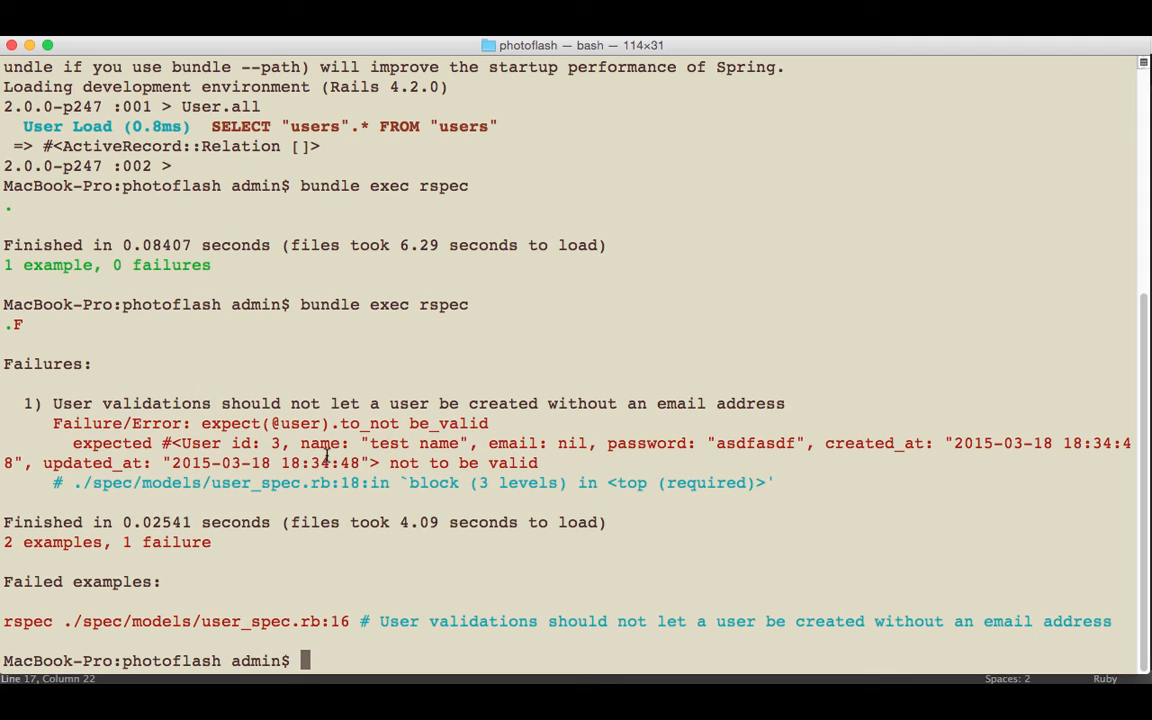 photoflash — bash — 114×31
undle if you use bundle --path) will improve the startup performance of Spring.
Loading development environment (Rails 4.2.0)
2.0.0-p247 :001 > User.all
User Load (0.8ms)  SELECT "users".* FROM "users"
=> #<ActiveRecord::Relation []>
2.0.0-p247 :002 >
MacBook-Pro:photoflash admin$ bundle exec rspec
.
Finished in 0.08407 seconds (files took 6.29 seconds to load)
1 example, 0 failures
MacBook-Pro:photoflash admin$ bundle exec rspec
.F
Failures:
1) User validations should not let a user be created without an email address
Failure/Error: expect(@user).to_not be_valid
expected #<User id: 3, name: "test name", email: nil, password: "asdfasdf", created_at: "2015-03-18 18:34:4
8", updated_at: "2015-03-18 18:34:48"> not to be valid
# ./spec/models/user_spec.rb:18:in `block (3 levels) in <top (required)>'
Finished in 0.02541 seconds (files took 4.09 seconds to load)
2 examples, 1 failure
Failed examples:
rspec ./spec/models/user_spec.rb:16 # User validations should not let a user be created without an email address
MacBook-Pro:photoflash admin$
Line 17, Column 22
Spaces: 2
Ruby